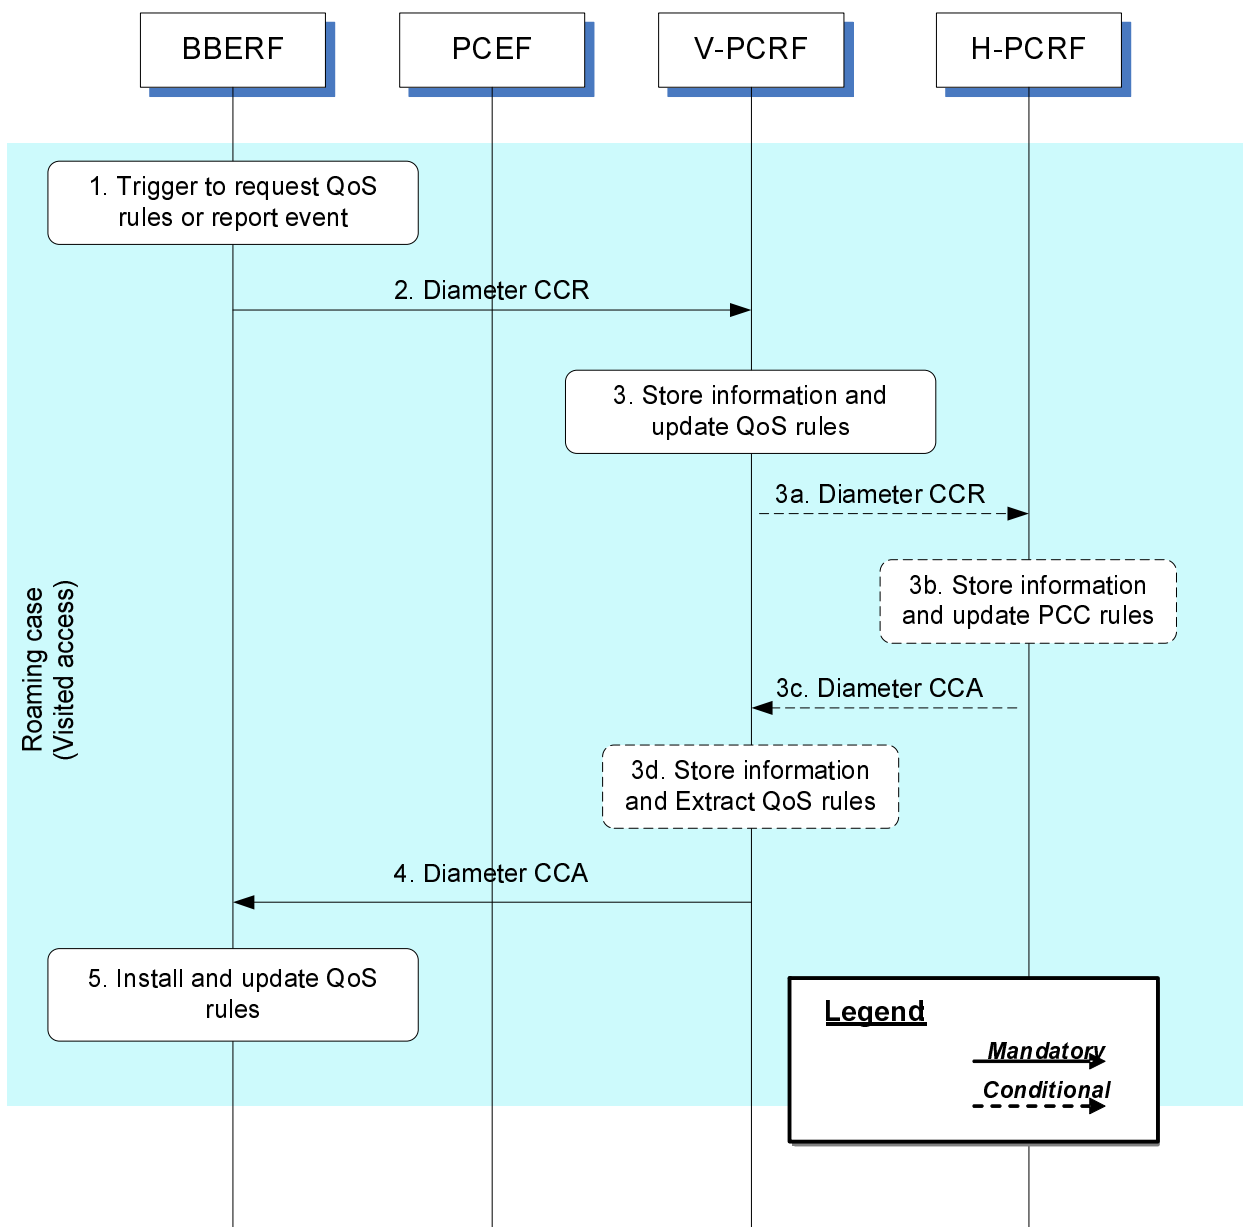 BBERF
PCEF
V-PCRF
H-PCRF
1. Trigger to request QoS
rules or report event
2. Diameter CCR
3. Store information and
update QoS rules
3a. Diameter CCR
3b. Store information
and update PCC rules
Roaming case
(Visited access)
3c. Diameter CCA
3d. Store information
and Extract QoS rules
4. Diameter CCA
5. Install and update QoS
rules
Legend:
Mandatory
Conditional